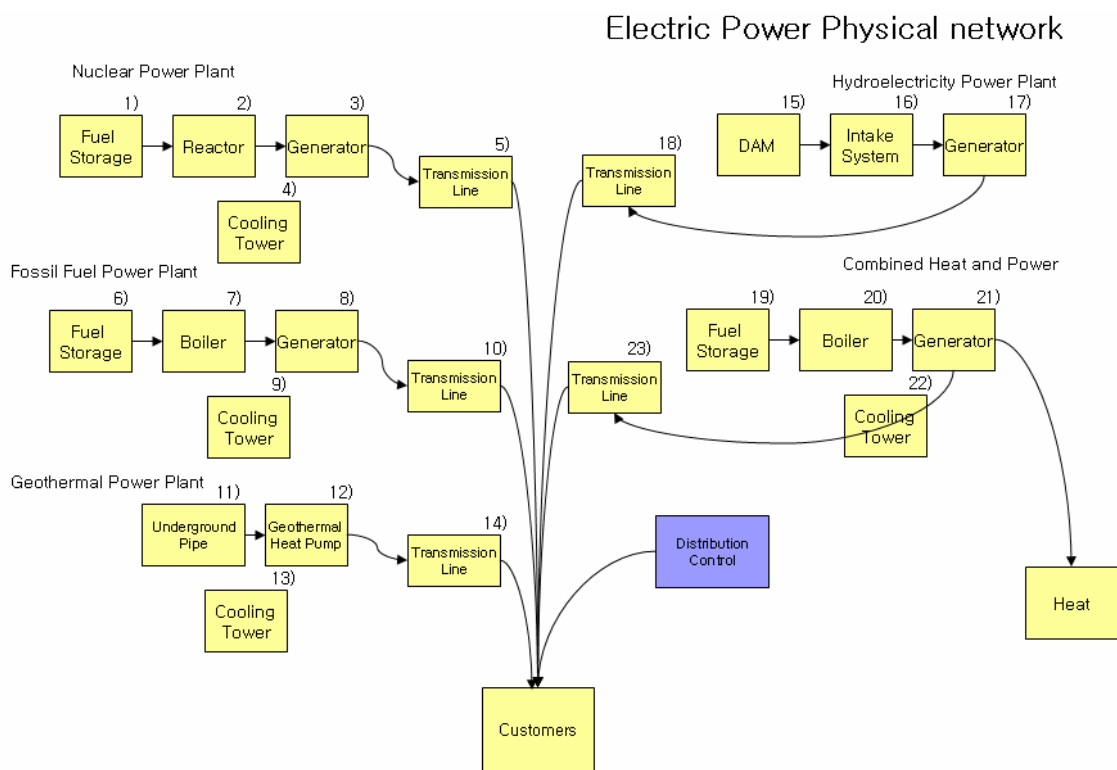 Electric Power Physical network
Nuclear Power Plant
1)
2)
3)
Fuel
Storage
Reactor
Generator
4)
Cooling
Tower
5)
Transmission
Line
Hydroelectricity Power Plant
15)
16)
17)
DAM
Intake
System
Generator
18)
Transmission
Line
Fossil Fuel Power Plant
6)
7)
8)
Fuel
Storage
Boiler
Generator
9)
Cooling
Tower
10)
Transmission
Line
Combined Heat and Power
19)
20)
21)
Fuel
Storage
Boiler
Generator
22)
Cooling
Tower
23)
Transmission
Line
Geothermal Power Plant
11)
12)
Underground
Pipe
Geothermal
Heat Pump
13)
Cooling
Tower
14)
Transmission
Line
Distribution
Control
Heat
Customers